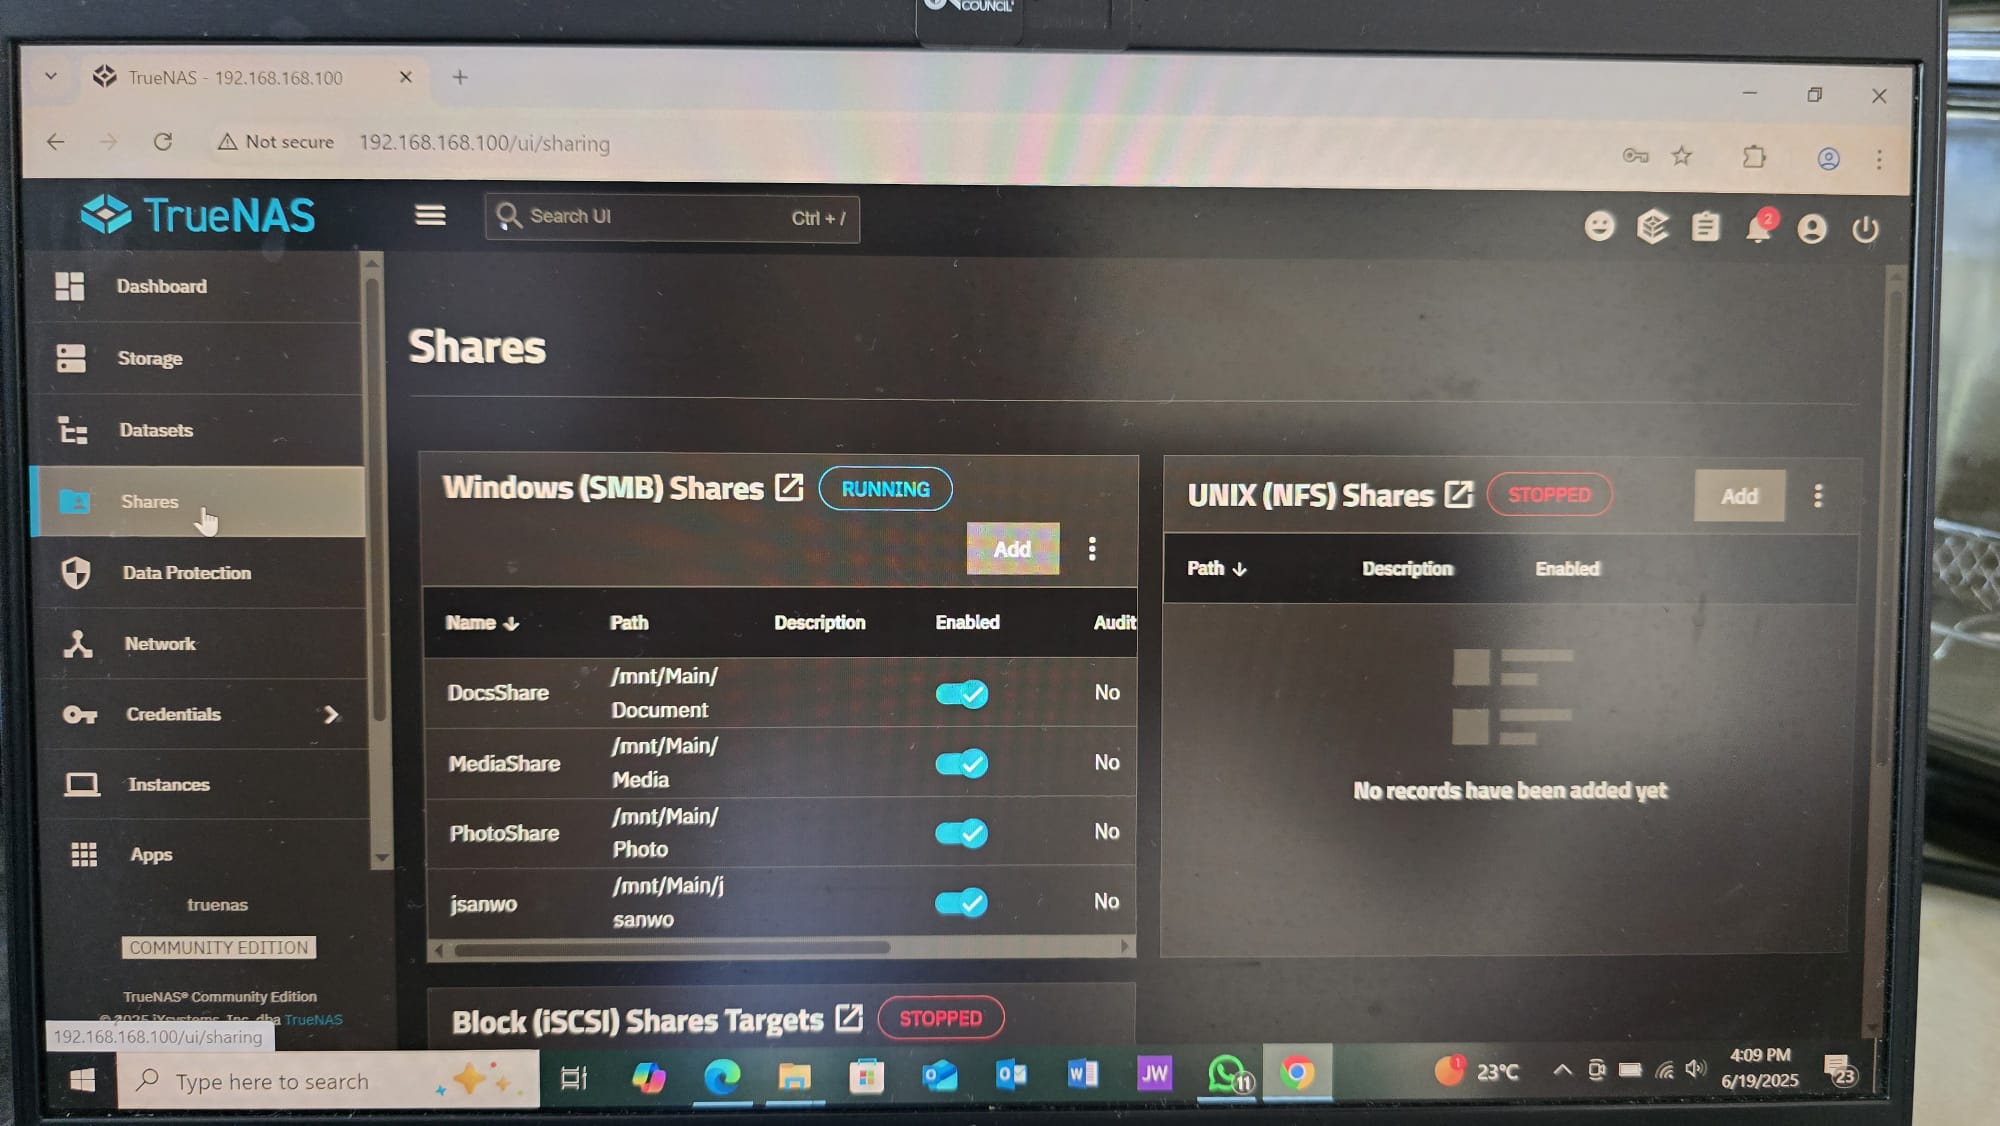 COUNCIL
TrueNAS - 192.168.168.100
Not secure 192.168.168.100/ui/sharing
TrueNAS
Search UI Ctrl + /
2
Dashboard
Storage
Datasets
Shares
Data Protection
Network
Credentials
Instances
Apps
truenas
COMMUNITY EDITION
TrueNAS® Community Edition
© 2025 iXsystems, Inc. dba TrueNAS
192.168.168.100/ui/sharing
Shares
Windows (SMB) Shares RUNNING
Add
Name Path Description Enabled Audit
DocsShare /mnt/Main/
Document No
MediaShare /mnt/Main/
Media No
PhotoShare /mnt/Main/
Photo No
jsanwo /mnt/Main/j
sanwo No
UNIX (NFS) Shares STOPPED Add
Path Description Enabled
No records have been added yet
Block (iSCSI) Shares Targets STOPPED
Type here to search
JW
11
1
23°C
4:09 PM
6/19/2025
23